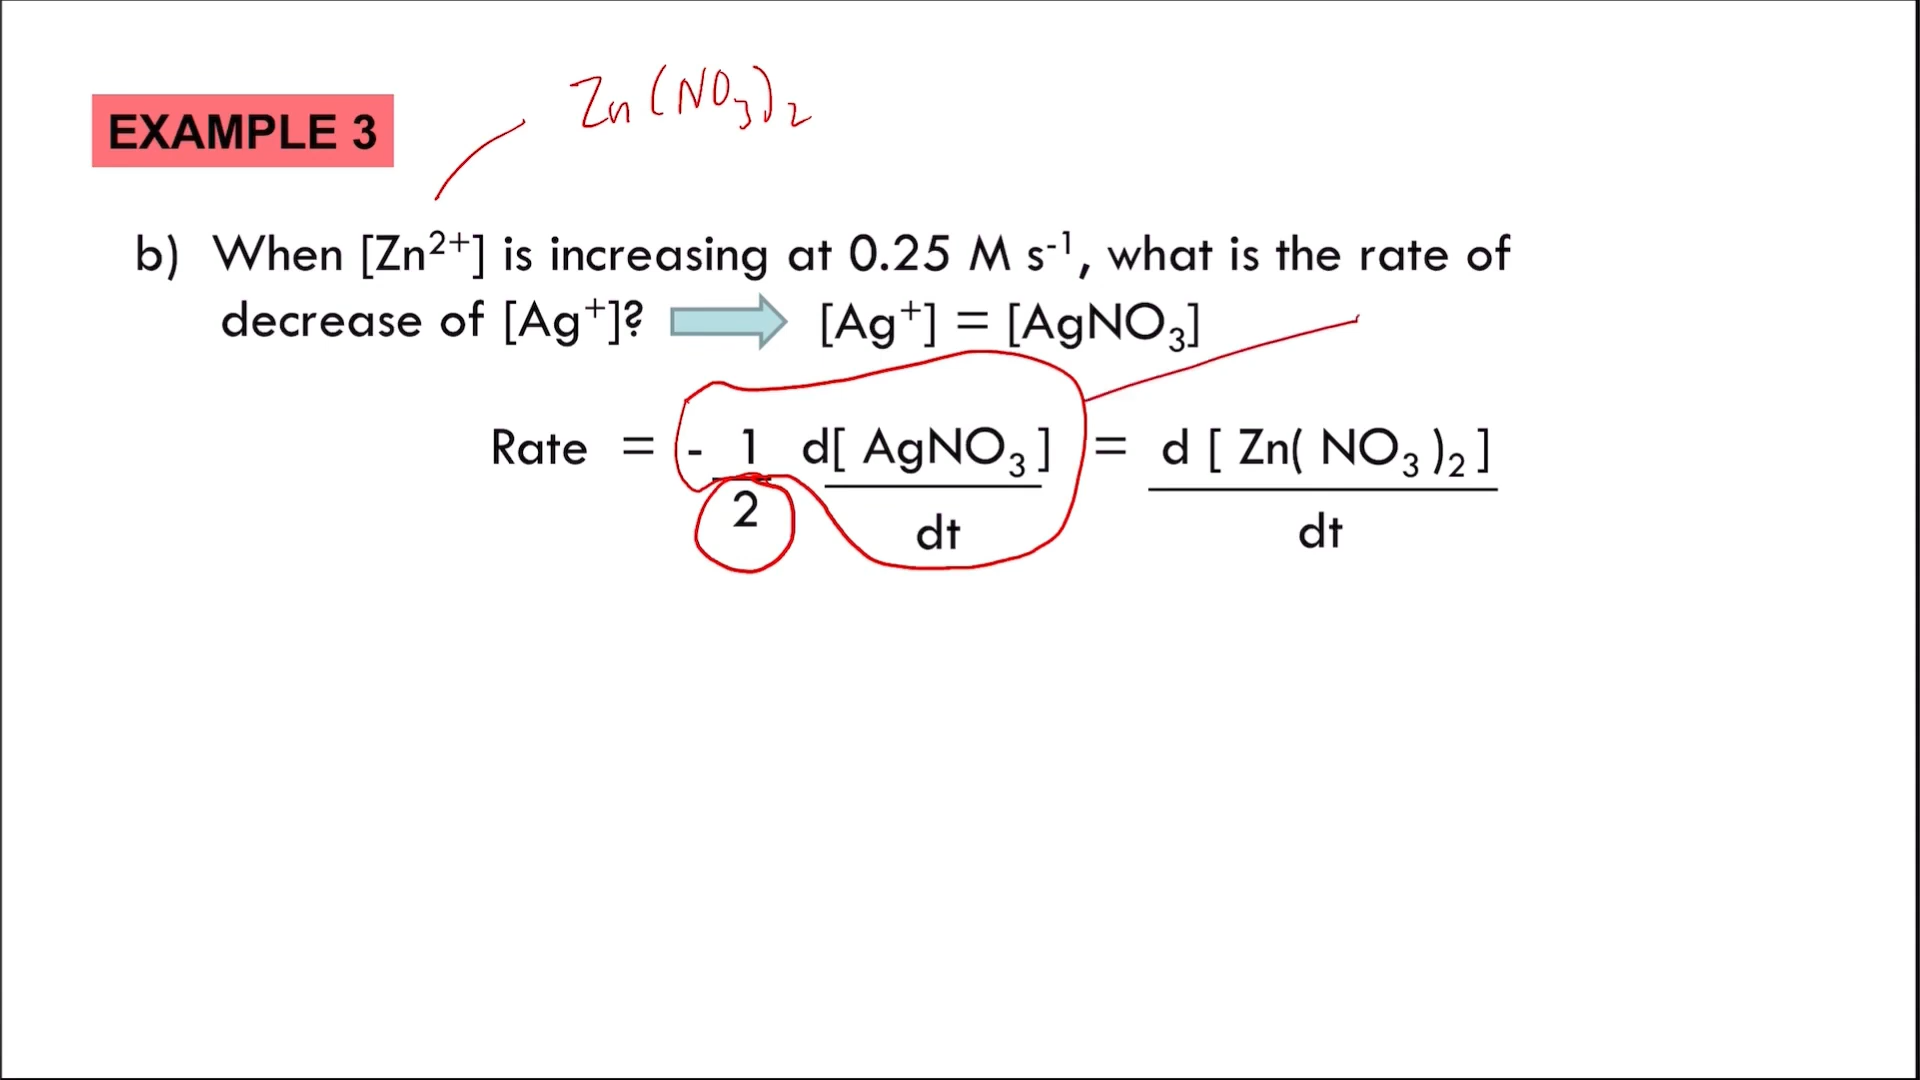 Zn(NO₃)₂
EXAMPLE 3
b) When [Zn²⁺] is increasing at 0.25 M s⁻¹, what is the rate of
decrease of [Ag⁺]? [Ag⁺] = [AgNO₃]
Rate = - 1 d[ AgNO₃ ] = d [ Zn( NO₃ )₂ ]
2 dt dt